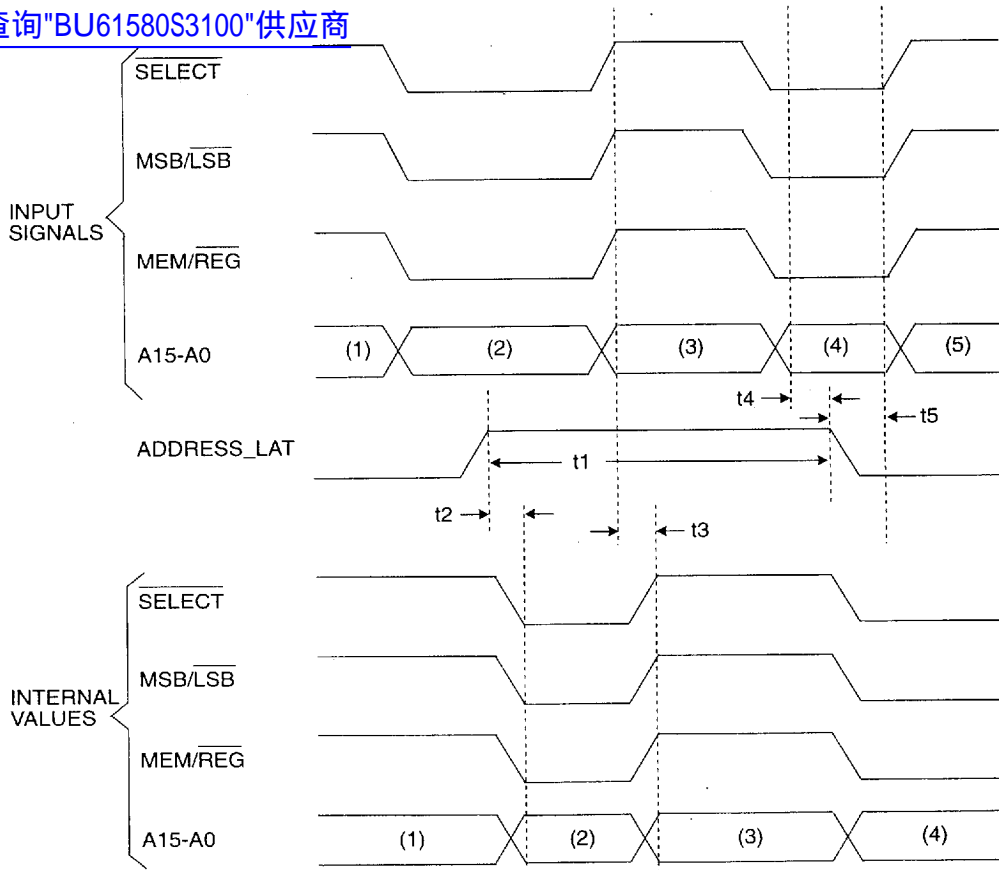 查询"BU61580S3100"供应商
SELECT
MSB/LSB
INPUT
SIGNALS
MEM/REG
A15-A0
(1)
(2)
(3)
(4)
(5)
t4
t5
ADDRESS_LAT
t1
t2
t3
SELECT
MSB/LSB
INTERNAL
VALUES
MEM/REG
A15-A0
(1)
(2)
(3)
(4)